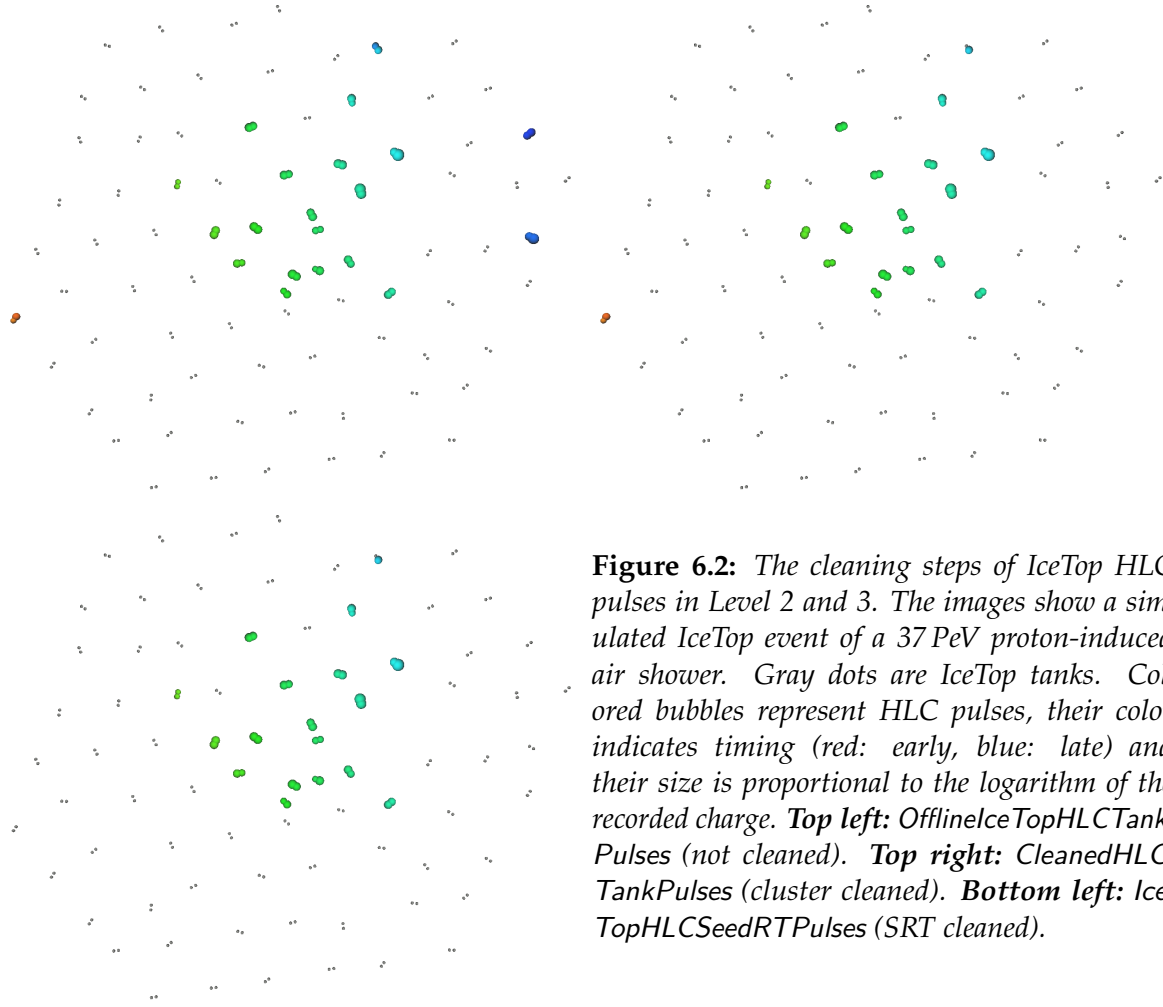 Figure 6.2: The cleaning steps of IceTop HLC
pulses in Level 2 and 3. The images show a sim
ulated IceTop event of a 37 PeV proton-induced
air shower. Gray dots are IceTop tanks. Col
ored bubbles represent HLC pulses, their colo
indicates timing (red: early, blue: late) and
their size is proportional to the logarithm of the
recorded charge. Top left: OfflineIceTopHLCTank
Pulses (not cleaned). Top right: CleanedHLC
TankPulses (cluster cleaned). Bottom left: Ice
TopHLCSeedRTPulses (SRT cleaned).